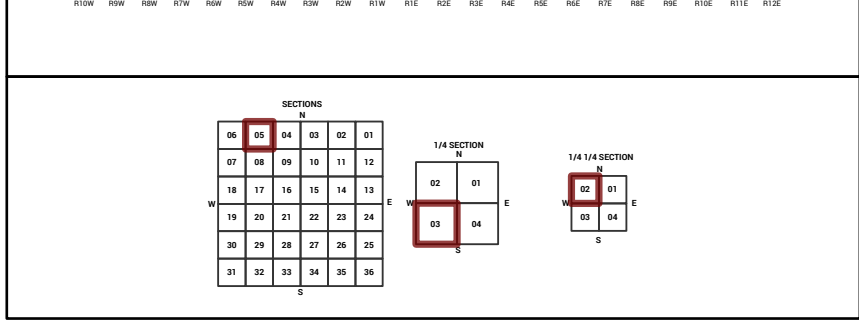 R10W R9W R8W R7W R6W R5W R4W R3W R2W R1W R1E R2E R3E R4E R5E R6E R7E R8E R9E R10E R11E R12E
SECTIONS
N
06 05 04 03 02 01
07 08 09 10 11 12
18 17 16 15 14 13
W E
19 20 21 22 23 24
30 29 28 27 26 25
31 32 33 34 35 36
S
1/4 SECTION
N
02 01
W E
03 04
S
1/4 1/4 SECTION
N
02 01
W E
03 04
S